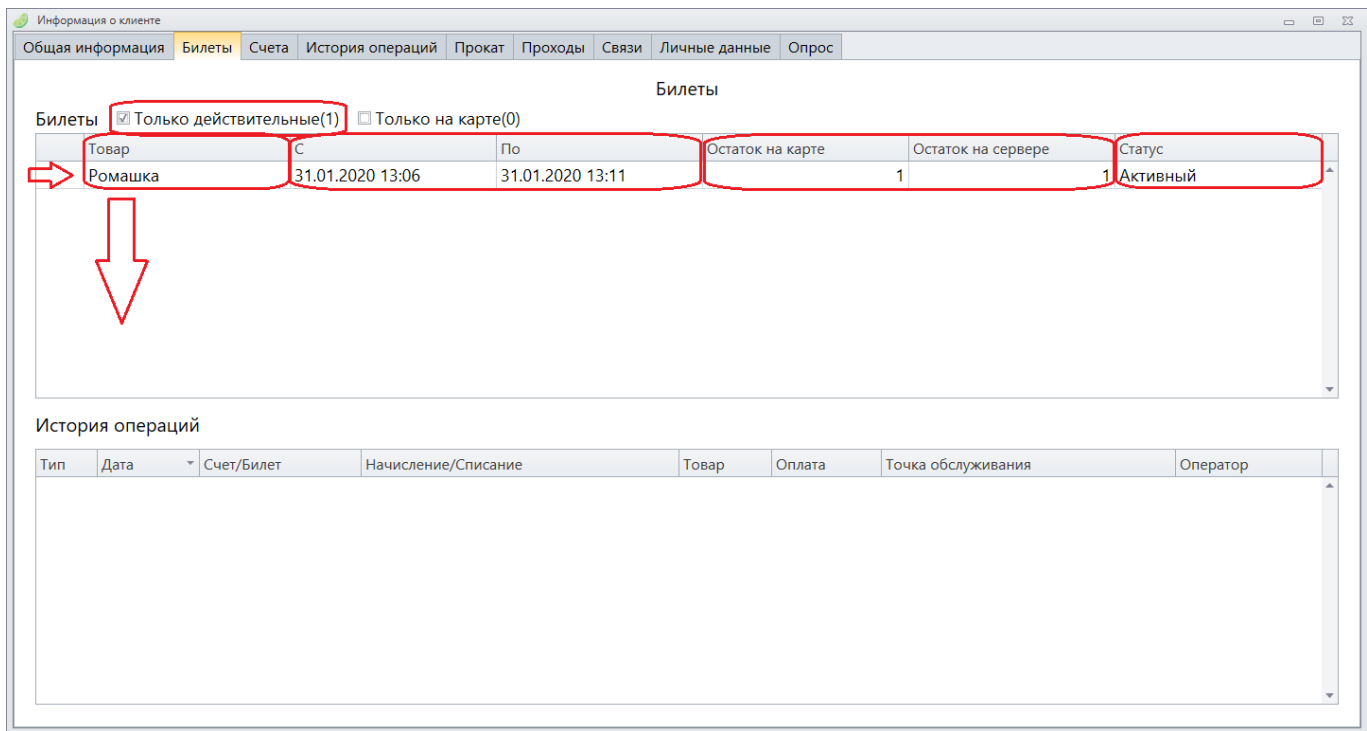 Информация о клиенте
Общая информация Билеты Счета История операций Прокат Проходы Связи Личные данные Опрос
Билеты
Билеты Только действительные(1) Только на карте(0)
Товар С По Остаток на карте Остаток на сервере Статус
Ромашка 31.01.2020 13:06 31.01.2020 13:11 1 1 Активный
История операций
Тип Дата Счет/Билет Начисление/Списание Товар Оплата Точка обслуживания Оператор